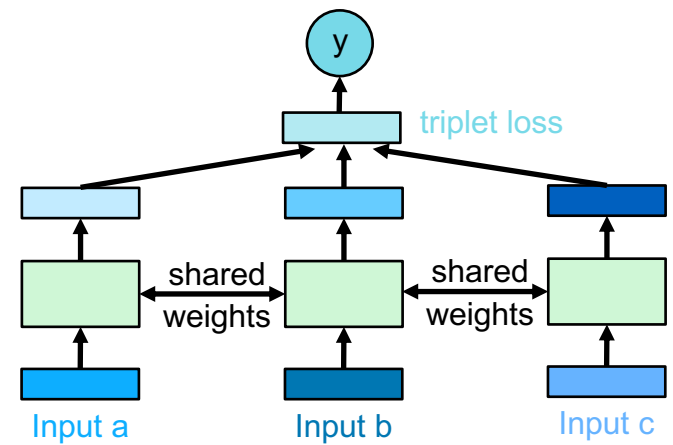 y
triplet loss
shared
weights
shared
weights
Input a
Input b
Input c